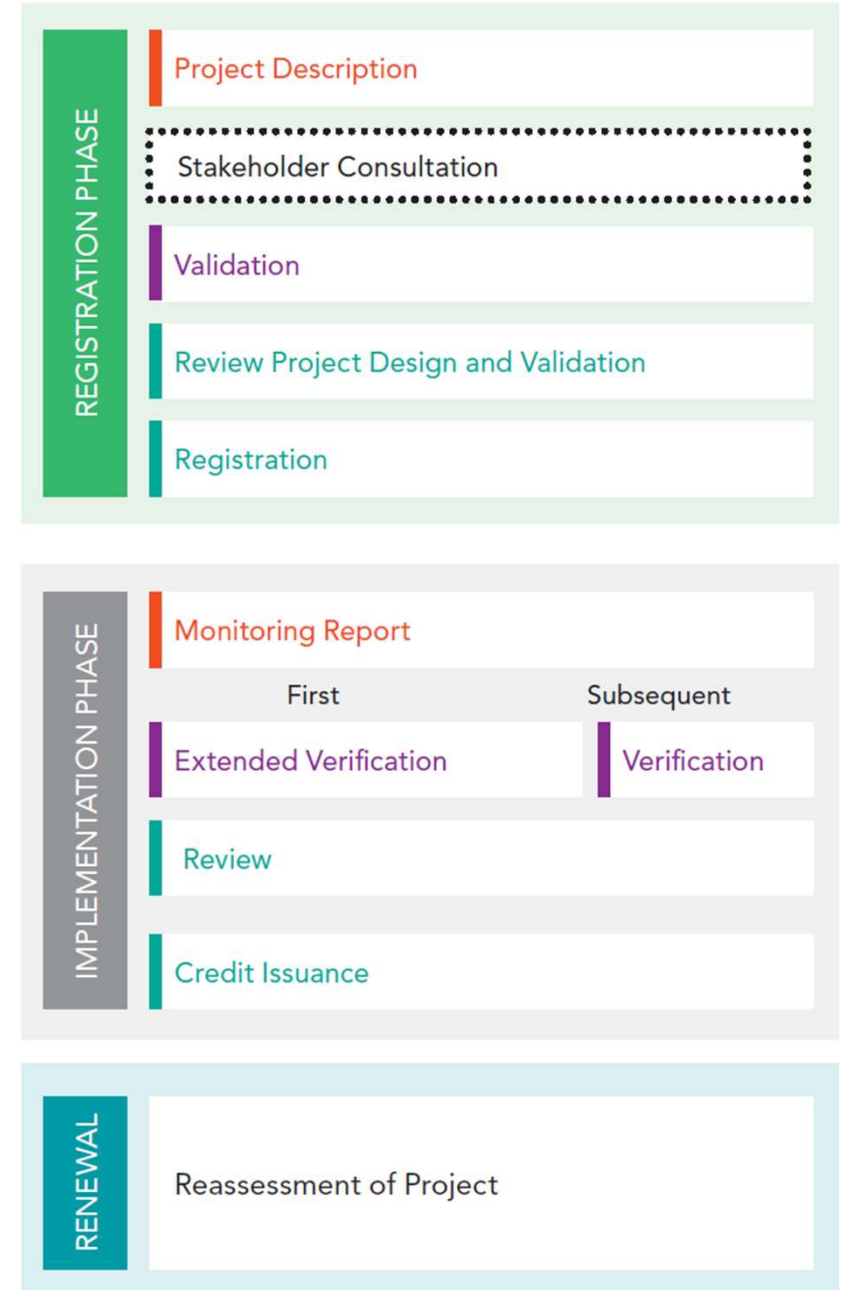 REGISTRATION PHASE
Project Description
Stakeholder Consultation
Validation
Review Project Design and Validation
Registration
IMPLEMENTATION PHASE
Monitoring Report
First
Subsequent
Extended Verification
Verification
Review
Credit Issuance
RENEWAL
Reassessment of Project